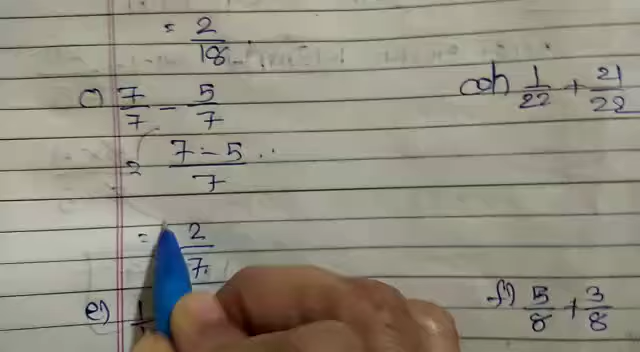 = 2/18
c) 7/7 - 5/7
= 7-5/7
= 2/7
e)
1/22 + 21/22
f) 5/8 + 3/8